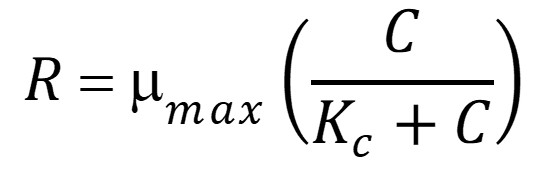 R = μ_max (C / (K_c + C))